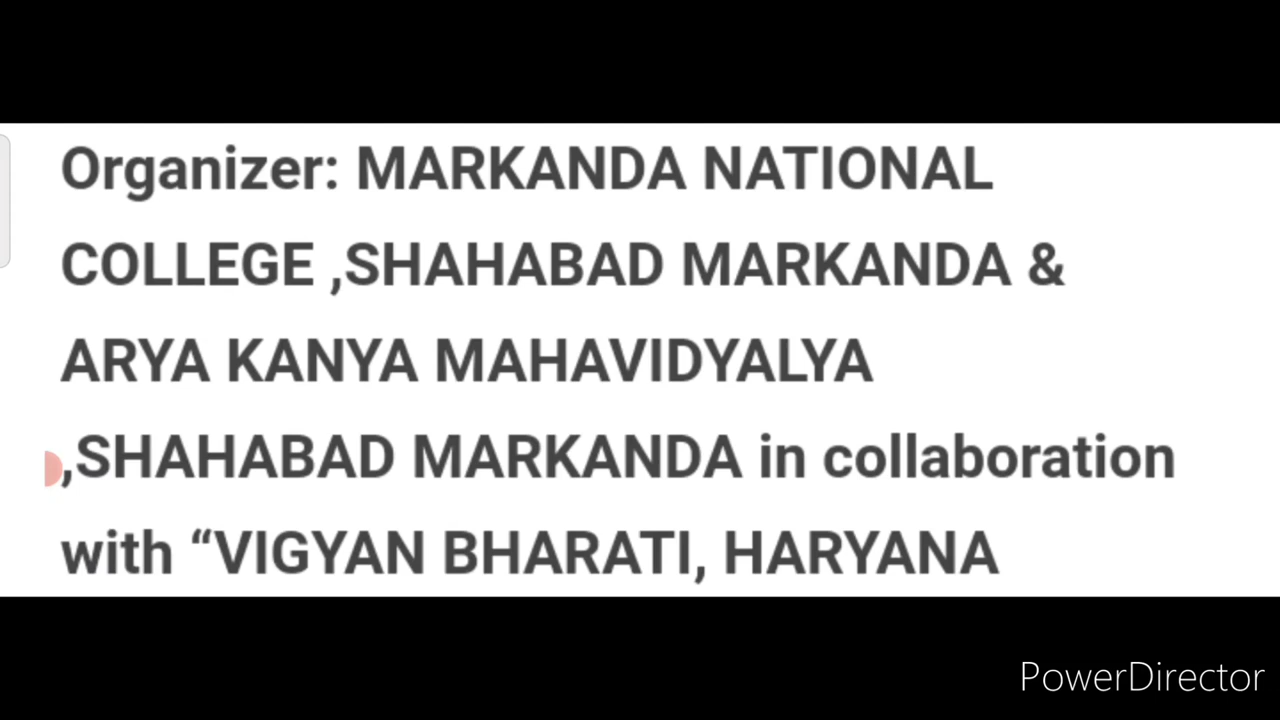 Organizer: MARKANDA NATIONAL
COLLEGE ,SHAHABAD MARKANDA &
ARYA KANYA MAHAVIDYALYA
,SHAHABAD MARKANDA in collaboration
with “VIGYAN BHARATI, HARYANA
PowerDirector